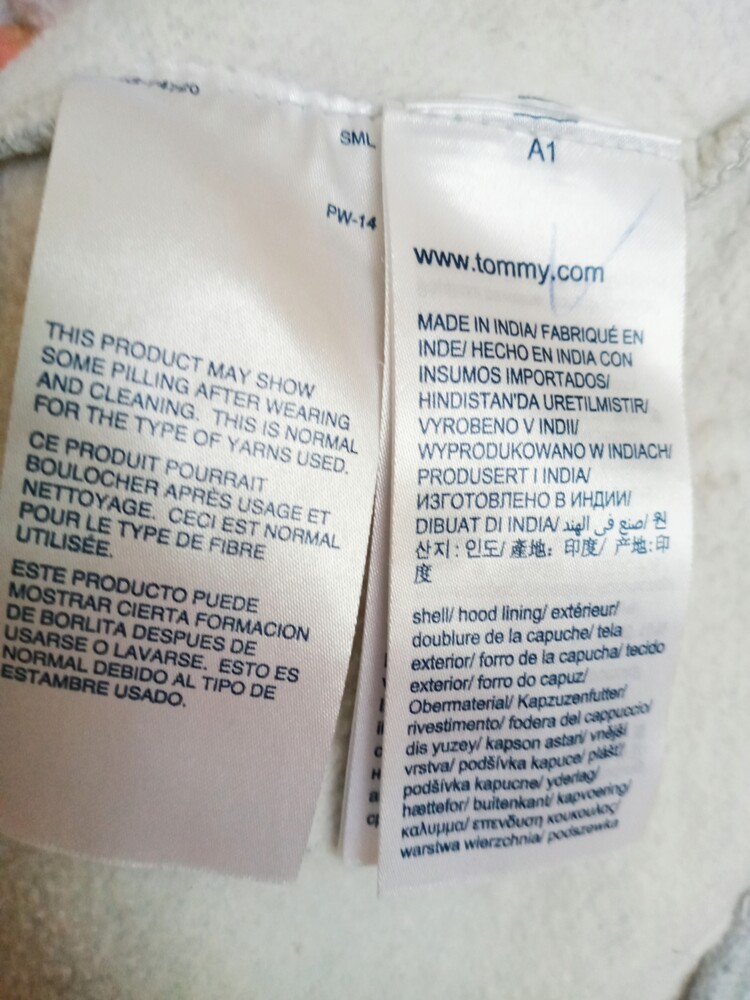 SML
PW-14
THIS PRODUCT MAY SHOW
SOME PILLING AFTER WEARING
AND CLEANING. THIS IS NORMAL
FOR THE TYPE OF YARNS USED.
CE PRODUIT POURRAIT
BOULOCHER APRÈS USAGE ET
NETTOYAGE. CECI EST NORMAL
POUR LE TYPE DE FIBRE
UTILISÉE.
ESTE PRODUCTO PUEDE
MOSTRAR CIERTA FORMACION
DE BORLITA DESPUES DE
USARSE O LAVARSE. ESTO ES
NORMAL DEBIDO AL TIPO DE
ESTAMBRE USADO.
A1
www.tommy.com
MADE IN INDIA/ FABRIQUÉ EN
INDE/ HECHO EN INDIA CON
INSUMOS IMPORTADOS/
HINDISTAN'DA URETILMISTIR/
VYROBENO V INDII/
WYPRODUKOWANO W INDIACH/
PRODUSERT I INDIA/
ИЗГОТОВЛЕНО В ИНДИИ/
DIBUAT DI INDIA/ اصنع في الهند/ 원
산지: 인도/ 產地: 印度/ 产地:印
度
shell/ hood lining/ extérieur/
doublure de la capuche/ tela
exterior/ forro de la capucha/ tecido
exterior/ forro do capuz/
Obermaterial/ Kapzuzenfutter/
rivestimento/ fodera del cappuccio/
dis yuzey/ kapson astari/ vnější
vrstva/ podšívka kapuce/ plášť/
podšívka kapucne/ yderlag/
hættefor/ buitenkant/ kapvoering/
καλυμμα/ επενδυση κουκουλος/
warstwa wierzchnia/ podszewka